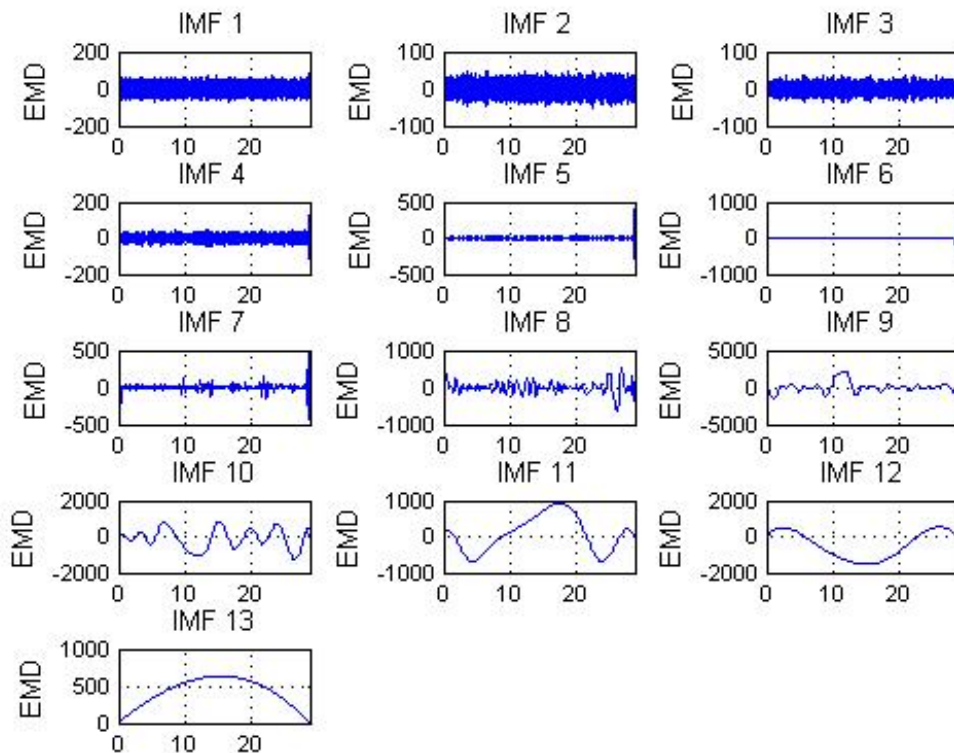 IMF 1 IMF 2 IMF 3
200 100 100
EMD 0 EMD 0 EMD 0
-200 -100 -100
0 10 20 0 10 20 0 10 20
IMF 4 IMF 5 IMF 6
200 500 1000
EMD 0 EMD 0 EMD 0
-200 -500 -1000
0 10 20 0 10 20 0 10 20
IMF 7 IMF 8 IMF 9
500 1000 5000
EMD 0 EMD 0 EMD 0
-500 -1000 -5000
0 10 20 0 10 20 0 10 20
IMF 10 IMF 11 IMF 12
2000 1000 2000
EMD 0 EMD 0 EMD 0
-2000 -1000 -2000
0 10 20 0 10 20 0 10 20
IMF 13
1000
EMD 500
0
0 10 20